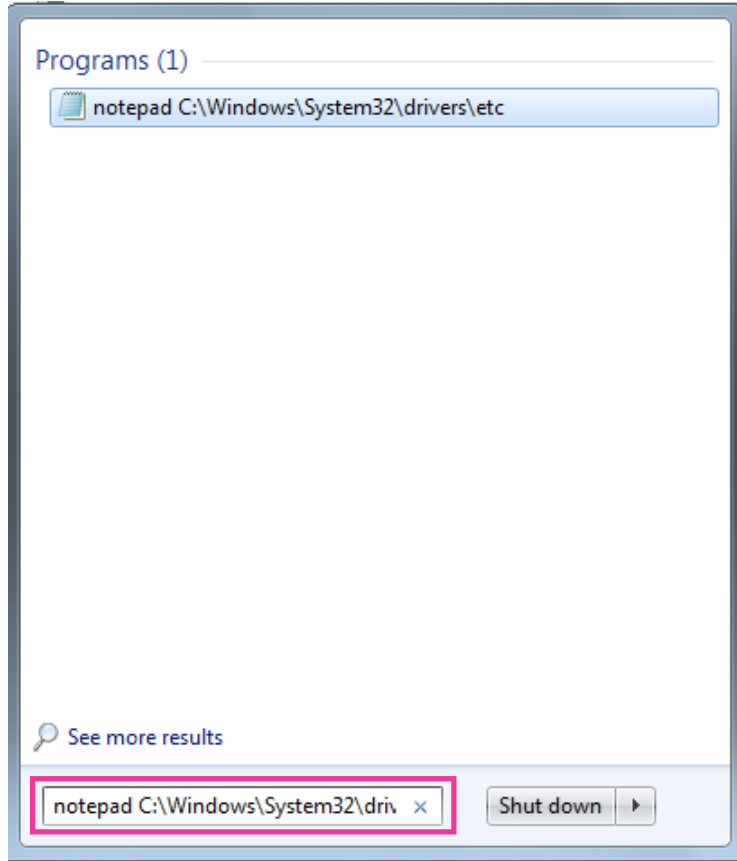 Programs (1)
notepad C:\Windows\System32\drivers\etc
See more results
notepad C:\Windows\System32\driv
Shut down